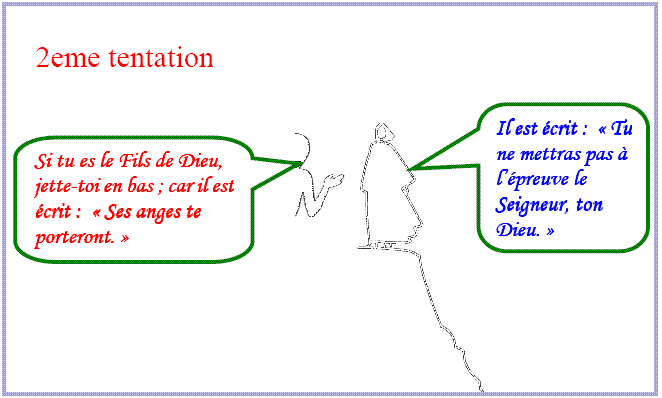 2eme tentation
Si tu es le Fils de Dieu,
jette-toi en bas ; car il est
écrit :  « Ses anges te
porteront. »
Il est écrit :  « Tu
ne mettras pas à
l'épreuve le
Seigneur, ton
Dieu. »